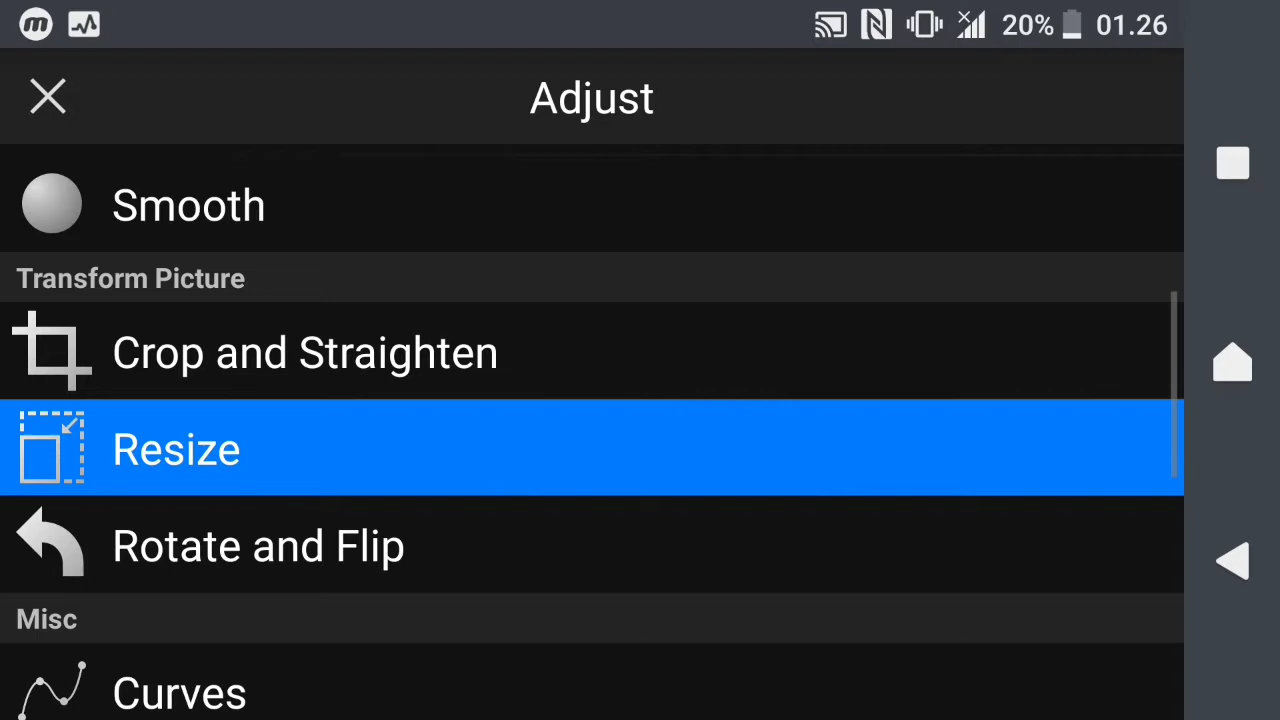 20% 01.26
Adjust
Smooth
Transform Picture
Crop and Straighten
Resize
Rotate and Flip
Misc
Curves